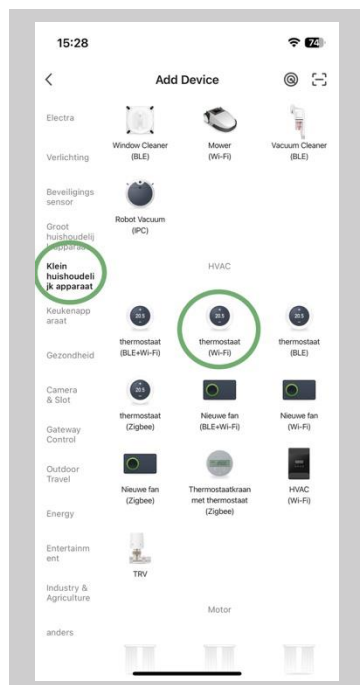 15:28
74
Add Device
Electra
Verlichting
Beveiligings
sensor
Groot
huishoudelij
Klein
huishoudeli
jk apparaat
Keukenapp
araat
Gezondheid
Camera
& Slot
Gateway
Control
Outdoor
Travel
Energy
Entertainm
ent
Industry &
Agriculture
anders
Window Cleaner
(BLE)
Mower
(Wi-Fi)
Vacuum Cleaner
(BLE)
Robot Vacuum
(IPC)
HVAC
20.5
thermostaat
(BLE+Wi-Fi)
20.5
thermostaat
(Wi-Fi)
20.5
thermostaat
(BLE)
20.5
thermostaat
(Zigbee)
Nieuwe fan
(BLE+Wi-Fi)
Nieuwe fan
(Wi-Fi)
Nieuwe fan
(Zigbee)
Thermostaatkraan
met thermostaat
(Zigbee)
HVAC
(Wi-Fi)
TRV
Motor